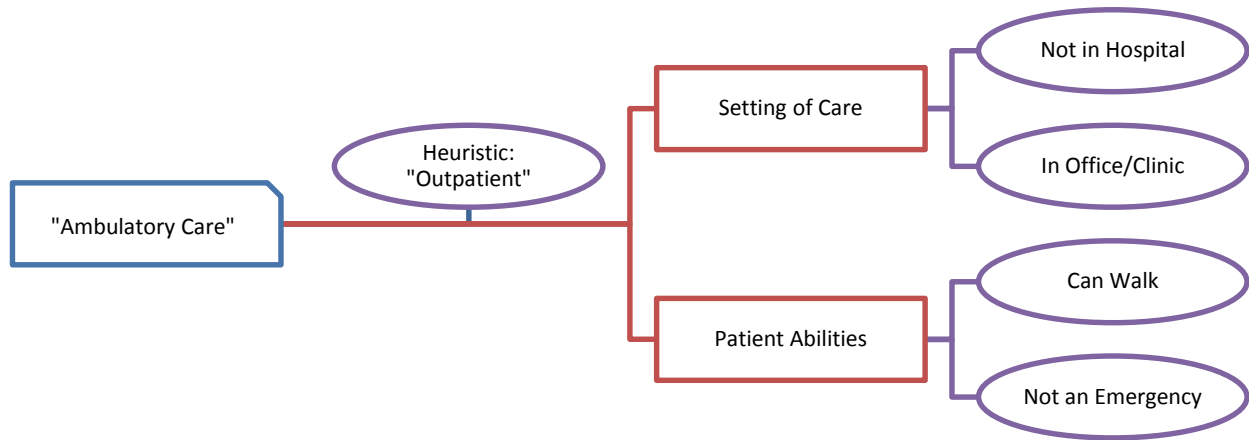 "Ambulatory Care"
Heuristic:
"Outpatient"
Setting of Care
Not in Hospital
In Office/Clinic
Patient Abilities
Can Walk
Not an Emergency